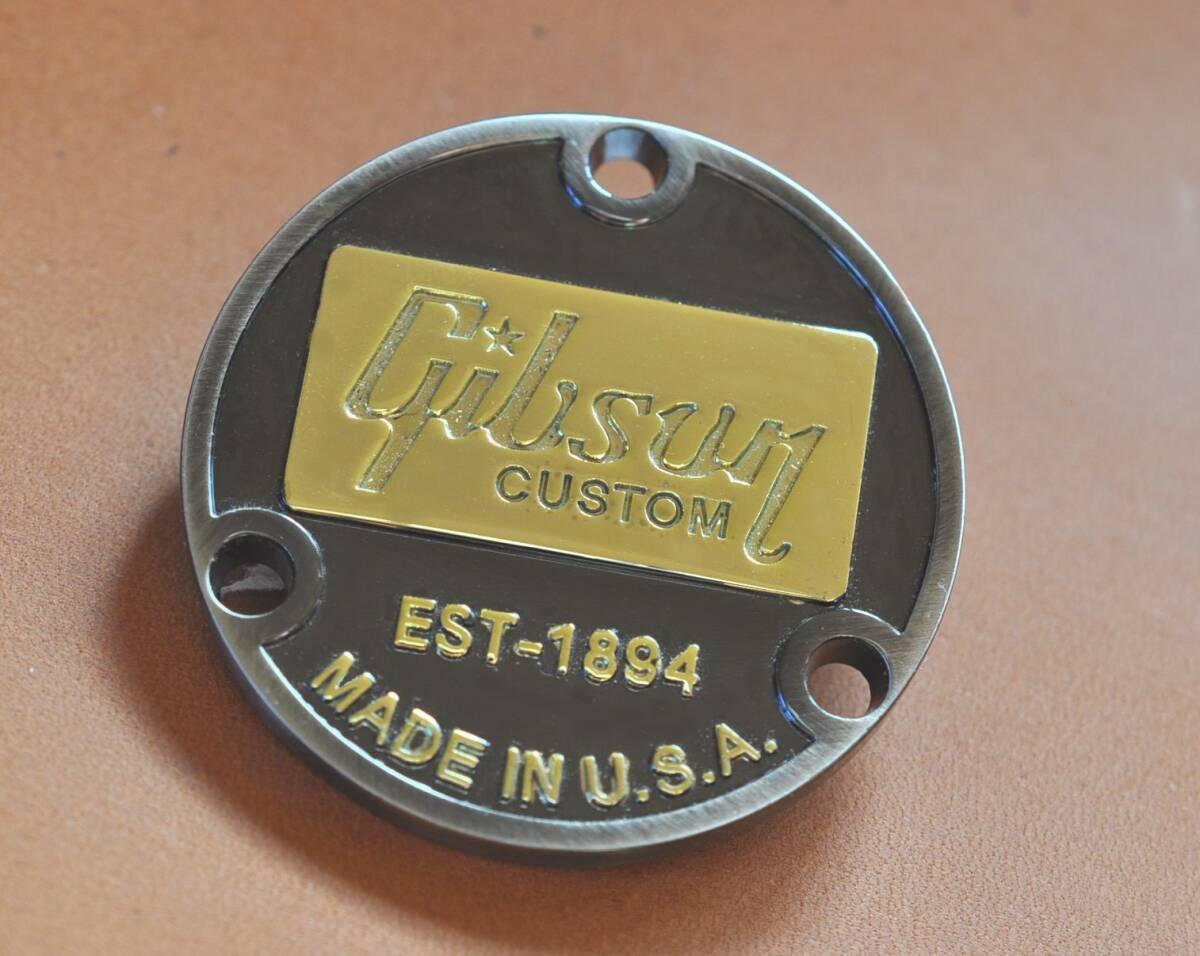 Gibson
CUSTOM
EST-1894
MADE IN U.S.A.